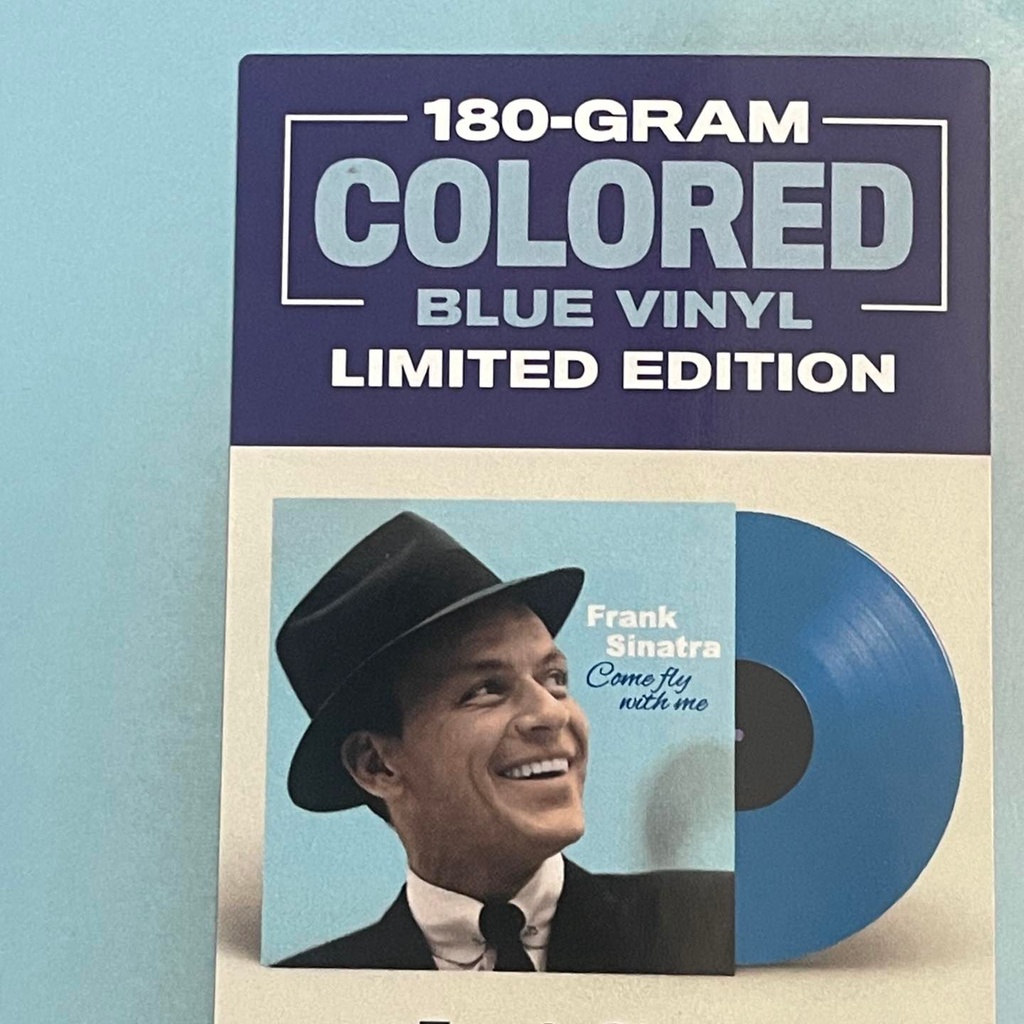 180-GRAM
COLORED
BLUE VINYL
LIMITED EDITION
Frank
Sinatra
Come fly
with me